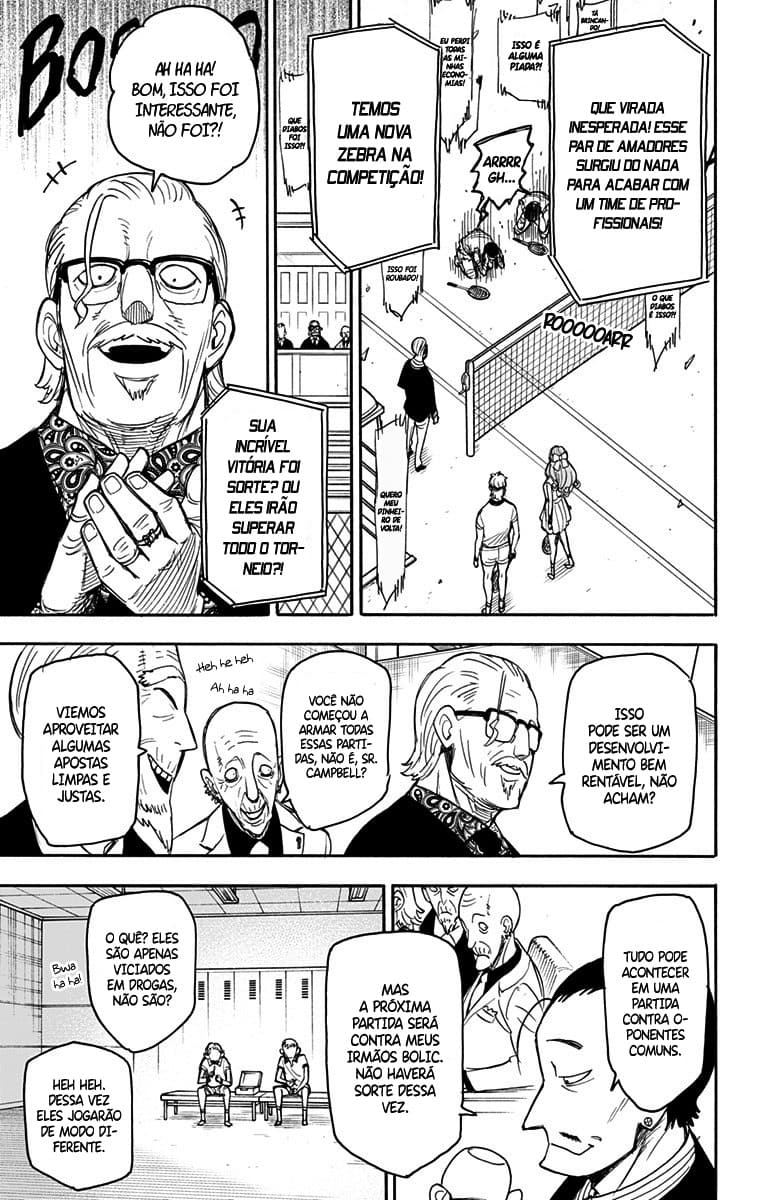 TÁ
BRINCAN-
DO!
ISSO É
ALGUMA
PIADA?!
EU PERDI
TODAS
AS MI-
NHAS
ECONO-
MIAS!
QUE VIRADA
INESPERADA! ESSE
PAR DE AMADORES
SURGIU DO NADA
PARA ACABAR COM
UM TIME DE PRO-
FISSIONAIS!
ARRRR
GH...
TEMOS
UMA NOVA
ZEBRA NA
COMPETIÇÃO!
QUE
DIABOS
FOI
ISSO?!
ISSO FOI
ROUBADO!
O QUE
DIABOS
É ISSO?!
ROOOOOARR
QUERO
MEU
DINHEI-
RO DE
VOLTA!
AH HA HA!
BOM, ISSO FOI
INTERESSANTE,
NÃO FOI?!
SUA
INCRÍVEL
VITÓRIA FOI
SORTE? OU
ELES IRÃO
SUPERAR
TODO O TOR-
NEIO?!
ISSO
PODE SER UM
DESENVOLVI-
MENTO BEM
RENTÁVEL, NÃO
ACHAM?
VOCÊ NÃO
COMEÇOU A
ARMAR TODAS
ESSAS PARTI-
DAS, NÃO É, SR.
CAMPBELL?
Heh he heh
Ah ha ha
VIEMOS
APROVEITAR
ALGUMAS
APOSTAS
LIMPAS E
JUSTAS.
TUDO PODE
ACONTECER
EM UMA
PARTIDA
CONTRA O-
PONENTES
COMUNS.
MAS
A PRÓXIMA
PARTIDA SERÁ
CONTRA MEUS
IRMÃOS BOLIC.
NÃO HAVERÁ
SORTE DESSA
VEZ.
O QUÊ? ELES
SÃO APENAS
VICIADOS
EM DROGAS,
NÃO SÃO?
Bwa
ha ha!
HEH HEH.
DESSA VEZ
ELES JOGARÃO
DE MODO DI-
FERENTE.